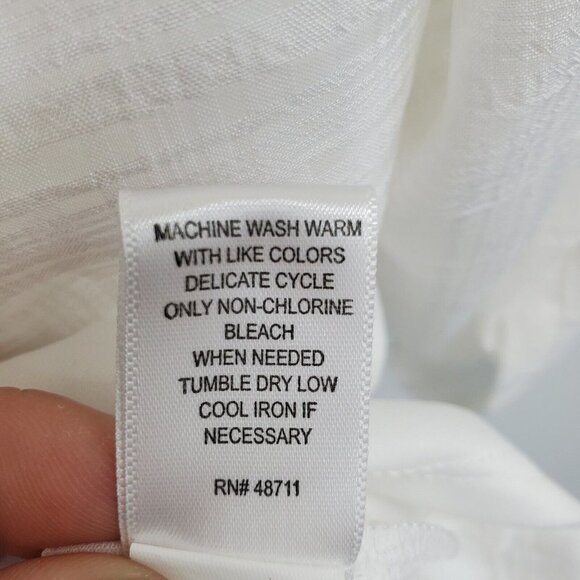 MACHINE WASH WARM
WITH LIKE COLORS
DELICATE CYCLE
ONLY NON-CHLORINE
BLEACH
WHEN NEEDED
TUMBLE DRY LOW
COOL IRON IF
NECESSARY
RN# 48711